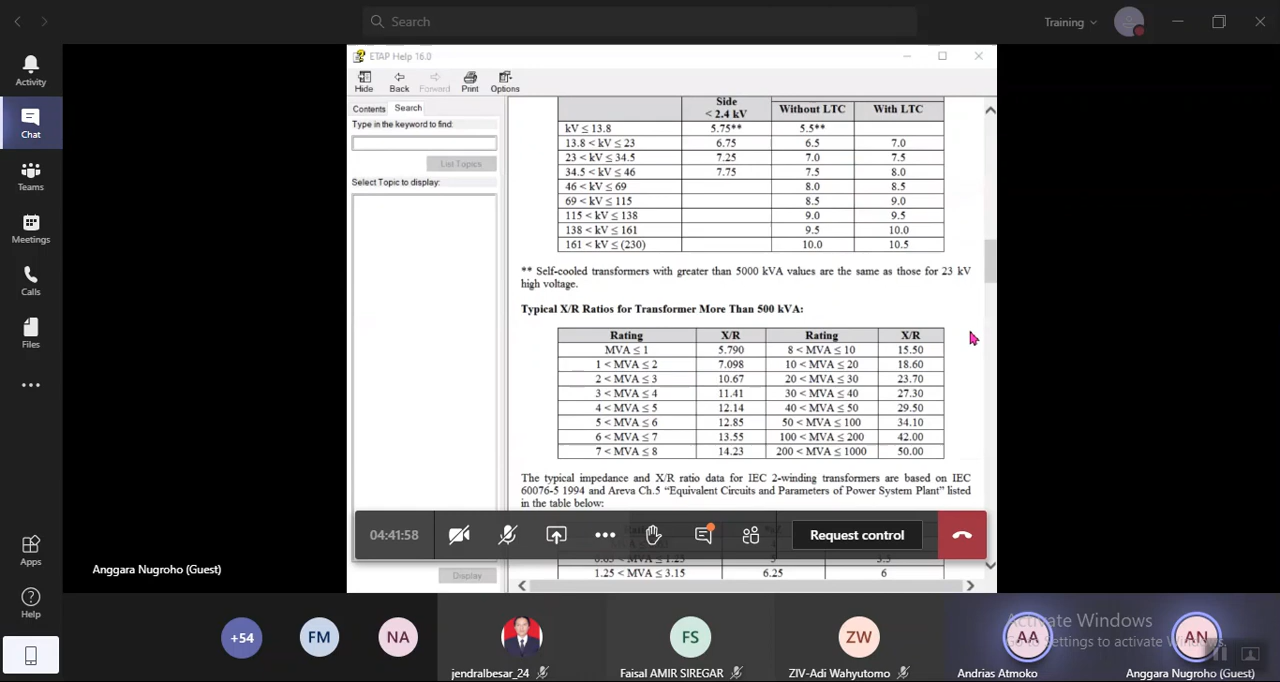 Search
Training
ETAP Help 16.0
Hide Back Forward Print Options
Contents Search
Type in the keyword to find:
List Topics
Select Topic to display:
Display
Activity
Chat
Teams
Meetings
Calls
Files
Apps
Help
Side
< 2.4 kV Without LTC With LTC
kV ≤ 13.8 5.75** 5.5**
13.8 < kV ≤ 23 6.75 6.5 7.0
23 < kV ≤ 34.5 7.25 7.0 7.5
34.5 < kV ≤ 46 7.75 7.5 8.0
46 < kV ≤ 69 8.0 8.5
69 < kV ≤ 115 8.5 9.0
115 < kV ≤ 138 9.0 9.5
138 < kV ≤ 161 9.5 10.0
161 < kV ≤ (230) 10.0 10.5
** Self-cooled transformers with greater than 5000 kVA values are the same as those for 23 kV
high voltage.
Typical X/R Ratios for Transformer More Than 500 kVA:
Rating X/R Rating X/R
MVA ≤ 1 5.790 8 < MVA ≤ 10 15.50
1 < MVA ≤ 2 7.098 10 < MVA ≤ 20 18.60
2 < MVA ≤ 3 10.67 20 < MVA ≤ 30 23.70
3 < MVA ≤ 4 11.41 30 < MVA ≤ 40 27.30
4 < MVA ≤ 5 12.14 40 < MVA ≤ 50 29.50
5 < MVA ≤ 6 12.85 50 < MVA ≤ 100 34.10
6 < MVA ≤ 7 13.55 100 < MVA ≤ 200 42.00
7 < MVA ≤ 8 14.23 200 < MVA ≤ 1000 50.00
The typical impedance and X/R ratio data for IEC 2-winding transformers are based on IEC
60076-5 1994 and Areva Ch.5 “Equivalent Circuits and Parameters of Power System Plant” listed
in the table below:
04:41:58 Request control
1.25 < MVA ≤ 3.15 6.25 6
Anggara Nugroho (Guest)
+54 FM NA FS ZW AA AN
Activate Windows
Go to Settings to activate Windows.
jendralbesar_24 Faisal AMIR SIREGAR ZIV-Adi Wahyutomo Andrias Atmoko Anggara Nugroho (Guest)